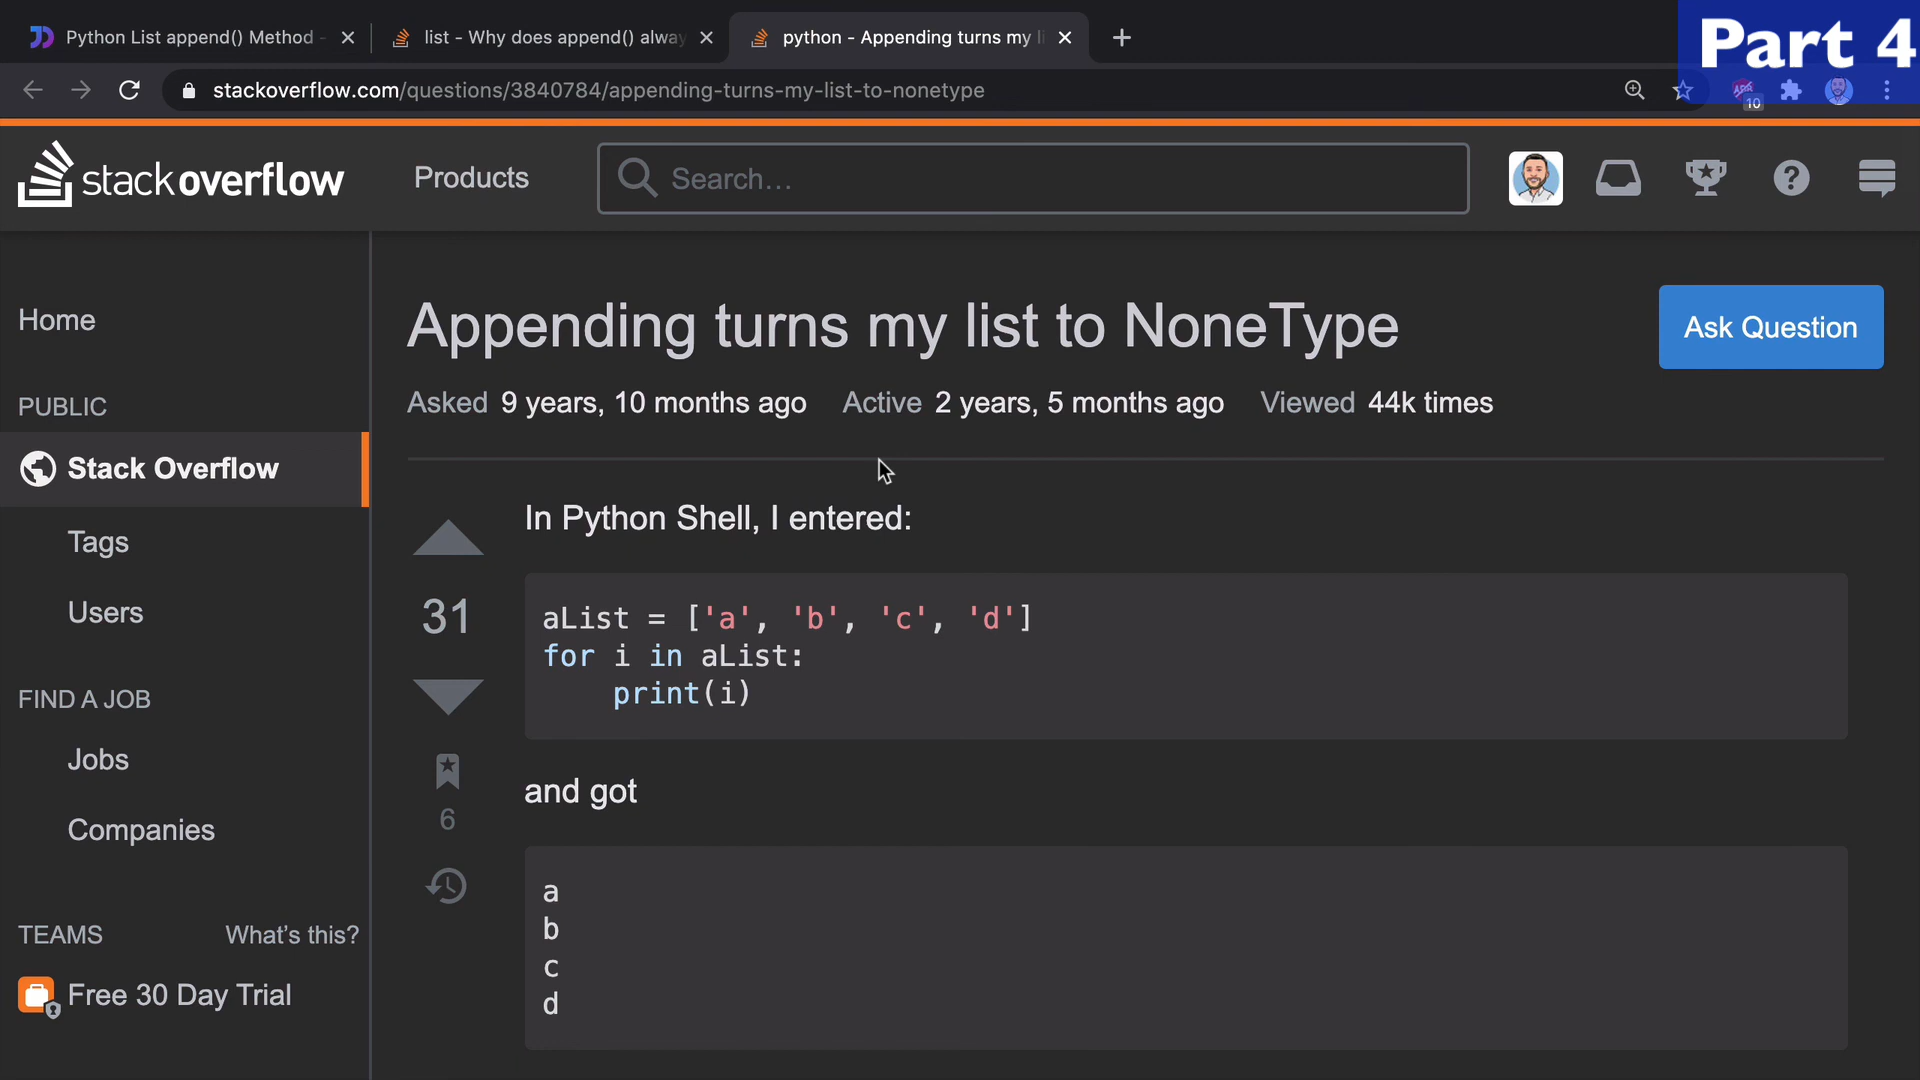 Python List append() Method -
list - Why does append() alway
python - Appending turns my li
Part 4
stackoverflow.com/questions/3840784/appending-turns-my-list-to-nonetype
10
stackoverflow
Products
Search…
Home
PUBLIC
Stack Overflow
Tags
Users
FIND A JOB
Jobs
Companies
TEAMS
What's this?
Free 30 Day Trial
Appending turns my list to NoneType
Ask Question
Asked 9 years, 10 months ago Active 2 years, 5 months ago Viewed 44k times
31
6
In Python Shell, I entered:
aList = ['a', 'b', 'c', 'd']
for i in aList:
    print(i)
and got
a
b
c
d